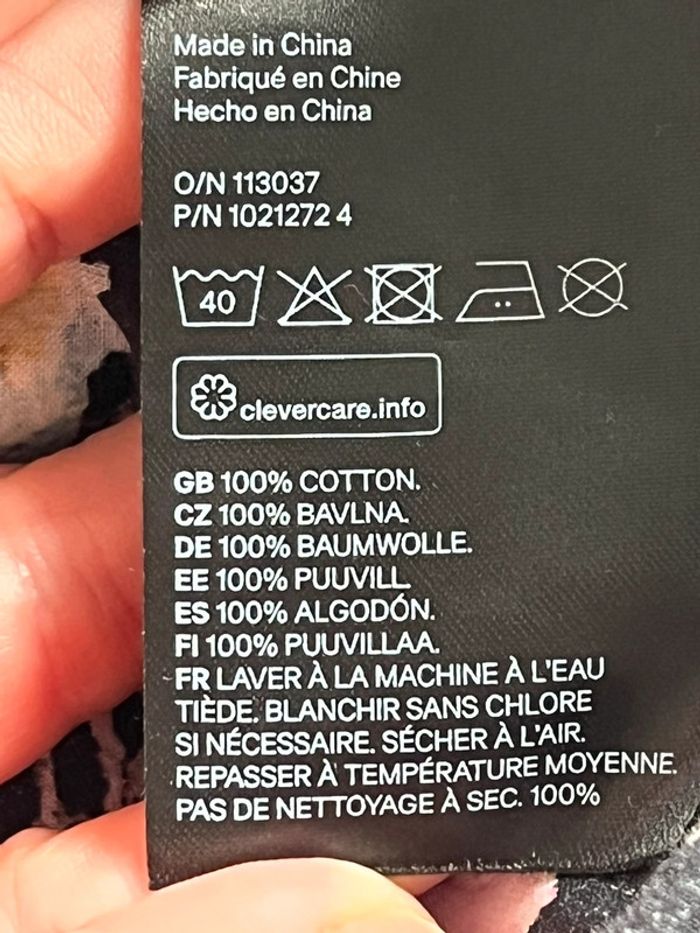 Made in China
Fabriqué en Chine
Hecho en China
O/N 113037
P/N 1021272 4
40
clevercare.info
GB 100% COTTON.
CZ 100% BAVLNA.
DE 100% BAUMWOLLE.
EE 100% PUUVILL.
ES 100% ALGODÓN.
FI 100% PUUVILLAA.
FR LAVER À LA MACHINE À L'EAU
TIÈDE. BLANCHIR SANS CHLORE
SI NÉCESSAIRE. SÉCHER À L'AIR.
REPASSER À TEMPÉRATURE MOYENNE.
PAS DE NETTOYAGE À SEC. 100%